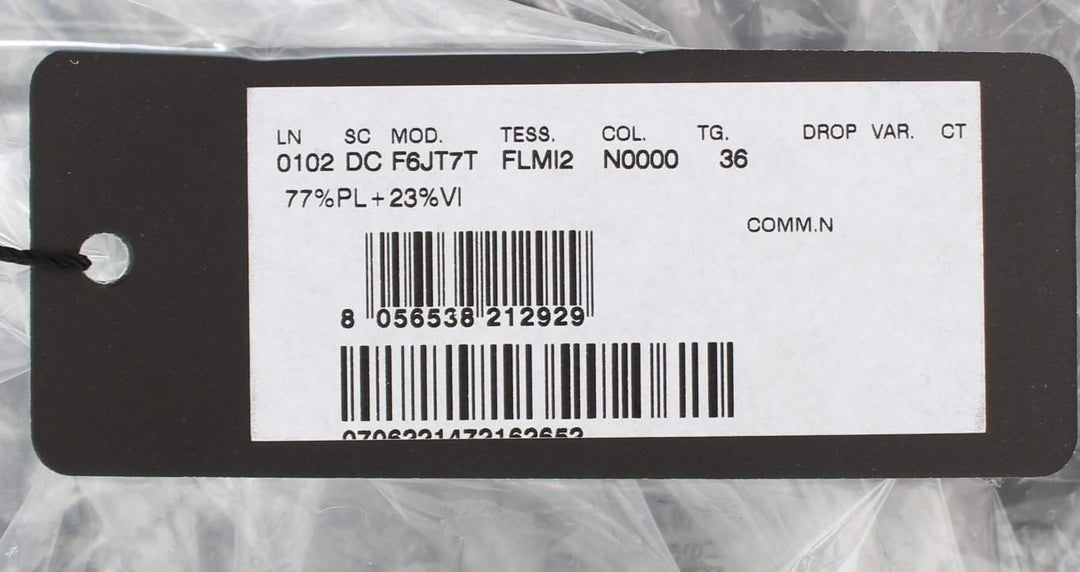 LN SC MOD. TESS. COL. TG. DROP VAR. CT
0102 DC F6JT7T FLMI2 N0000 36
77%PL+23%VI
COMM.N
8 056538 212929